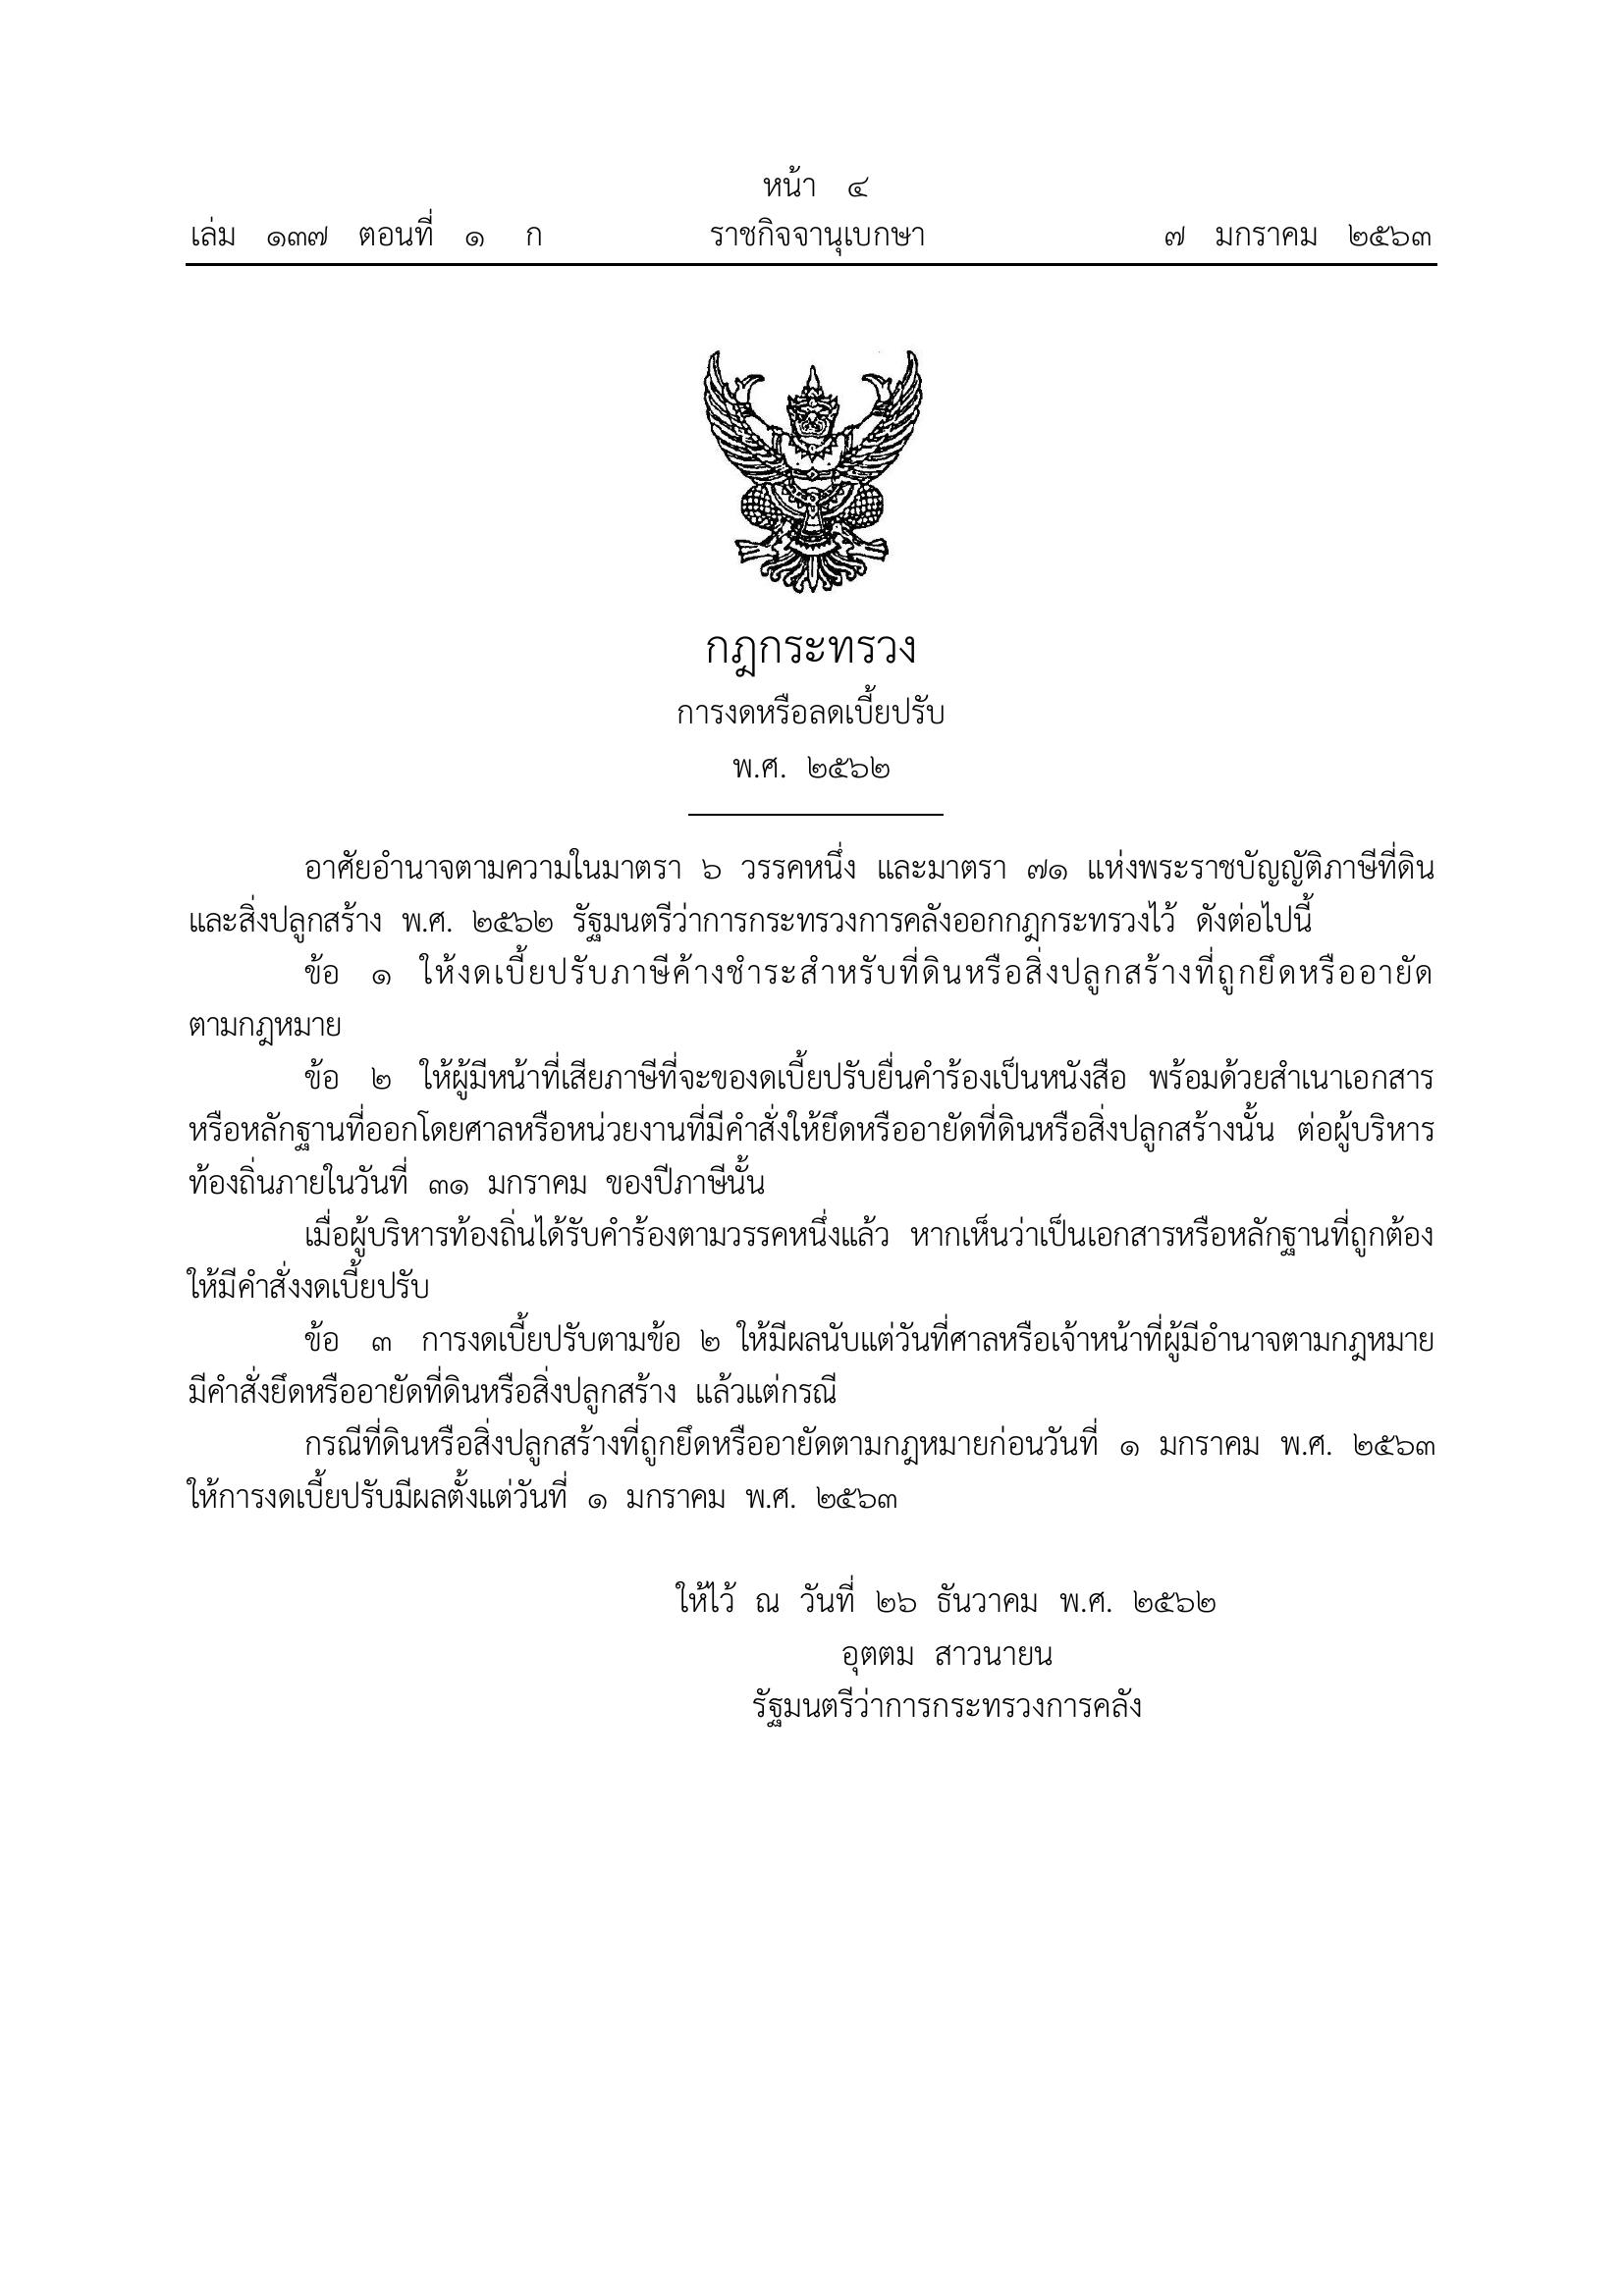 หน้า ๔
เล่ม ๑๓๗ ตอนที่ ๑ ก ราชกิจจานุเบกษา ๗ มกราคม ๒๕๖๓
กฎกระทรวง
การงดหรือลดเบี้ยปรับ
พ.ศ. ๒๕๖๒
อาศัยอำนาจตามความในมาตรา ๖ วรรคหนึ่ง และมาตรา ๗๑ แห่งพระราชบัญญัติภาษีที่ดิน
และสิ่งปลูกสร้าง พ.ศ. ๒๕๖๒ รัฐมนตรีว่าการกระทรวงการคลังออกกฎกระทรวงไว้ ดังต่อไปนี้
ข้อ ๑ ให้งดเบี้ยปรับภาษีค้างชำระสำหรับที่ดินหรือสิ่งปลูกสร้างที่ถูกยึดหรืออายัด
ตามกฎหมาย
ข้อ ๒ ให้ผู้มีหน้าที่เสียภาษีที่จะของดเบี้ยปรับยื่นคำร้องเป็นหนังสือ พร้อมด้วยสำเนาเอกสาร
หรือหลักฐานที่ออกโดยศาลหรือหน่วยงานที่มีคำสั่งให้ยึดหรืออายัดที่ดินหรือสิ่งปลูกสร้างนั้น ต่อผู้บริหาร
ท้องถิ่นภายในวันที่ ๓๑ มกราคม ของปีภาษีนั้น
เมื่อผู้บริหารท้องถิ่นได้รับคำร้องตามวรรคหนึ่งแล้ว หากเห็นว่าเป็นเอกสารหรือหลักฐานที่ถูกต้อง
ให้มีคำสั่งงดเบี้ยปรับ
ข้อ ๓ การงดเบี้ยปรับตามข้อ ๒ ให้มีผลนับแต่วันที่ศาลหรือเจ้าหน้าที่ผู้มีอำนาจตามกฎหมาย
มีคำสั่งยึดหรืออายัดที่ดินหรือสิ่งปลูกสร้าง แล้วแต่กรณี
กรณีที่ดินหรือสิ่งปลูกสร้างที่ถูกยึดหรืออายัดตามกฎหมายก่อนวันที่ ๑ มกราคม พ.ศ. ๒๕๖๓
ให้การงดเบี้ยปรับมีผลตั้งแต่วันที่ ๑ มกราคม พ.ศ. ๒๕๖๓
ให้ไว้ ณ วันที่ ๒๖ ธันวาคม พ.ศ. ๒๕๖๒
อุตตม สาวนายน
รัฐมนตรีว่าการกระทรวงการคลัง